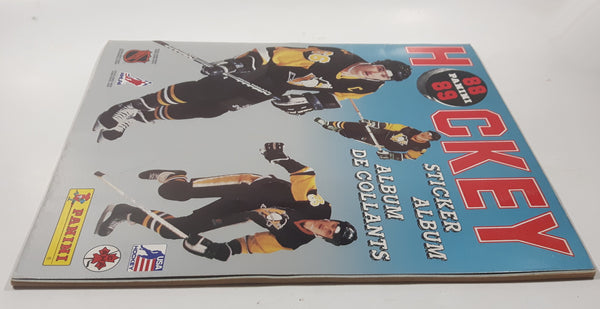 HOCKEY
88
PANINI
89
STICKER
ALBUM
ALBUM
DE COLLANTS
PANINI
USA
HOCKEY